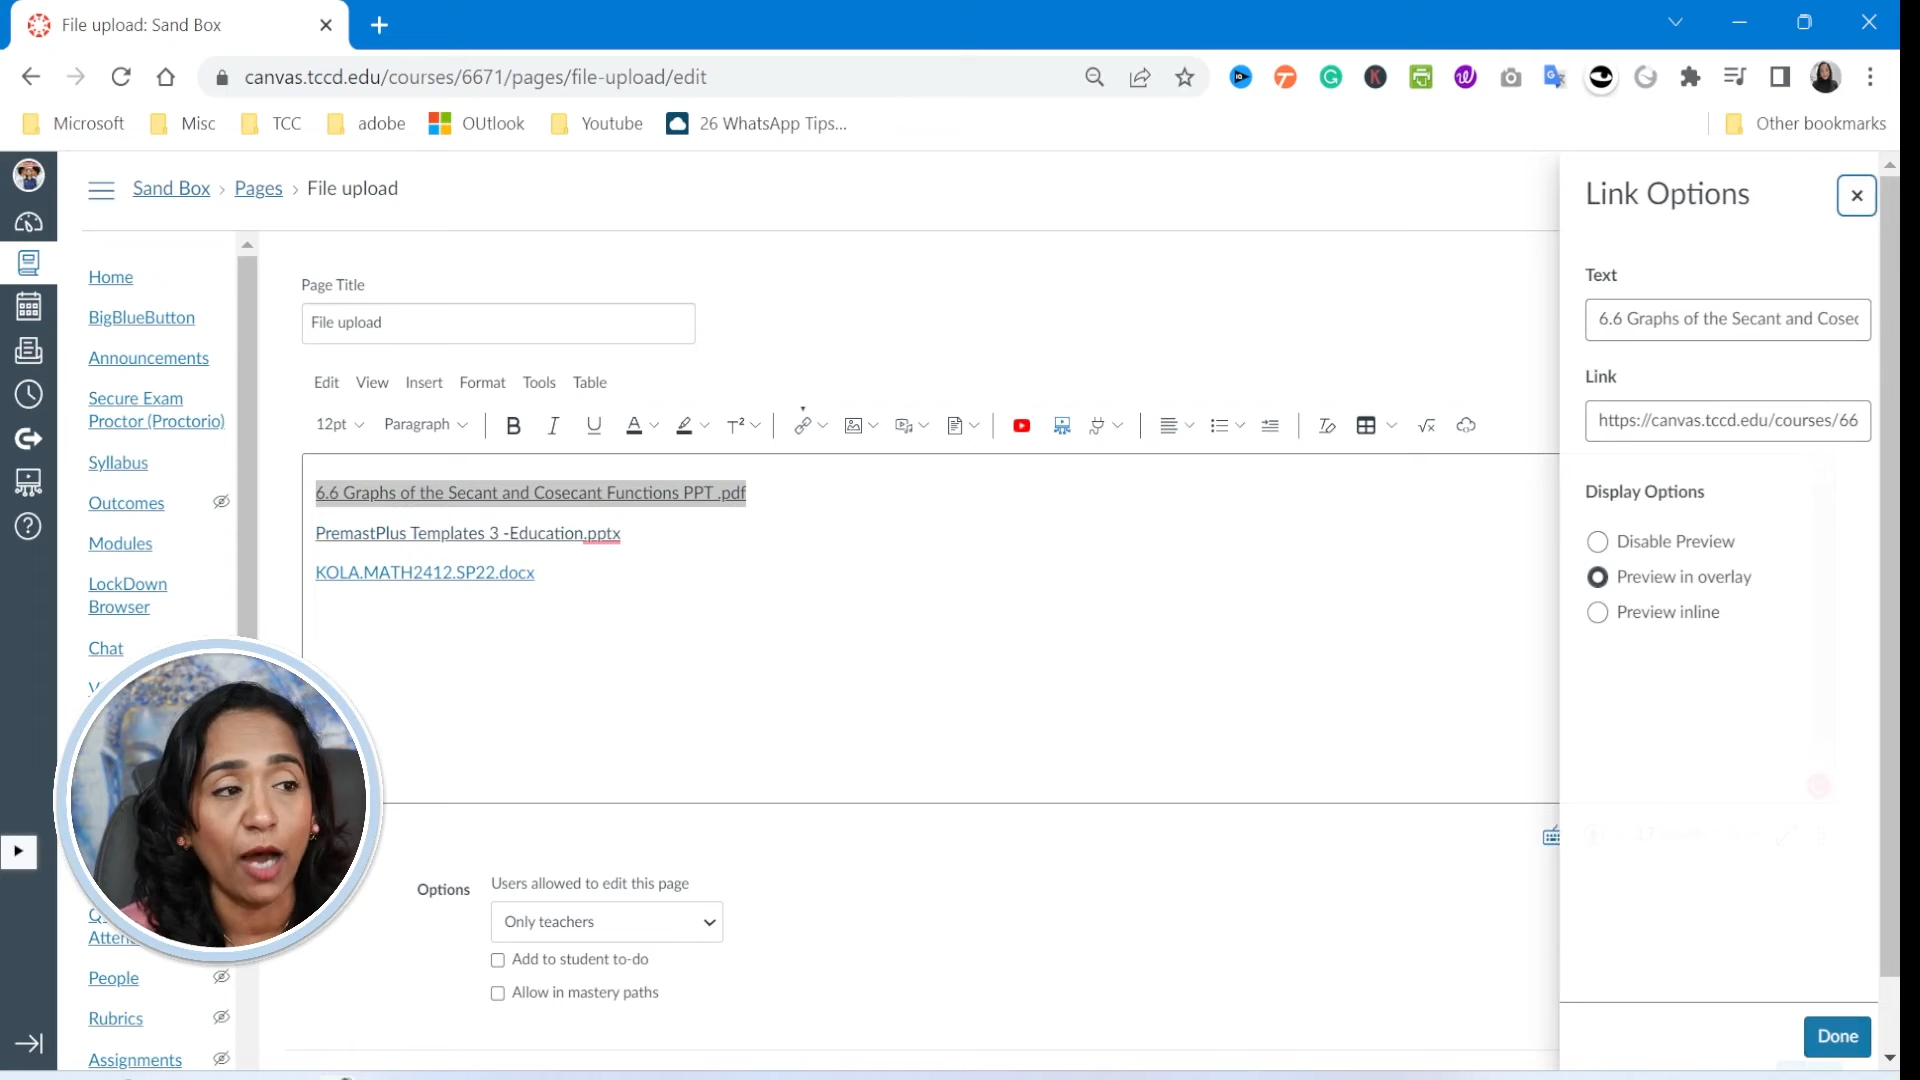 File upload: Sand Box
canvas.tccd.edu/courses/6671/pages/file-upload/edit
Microsoft
Misc
TCC
adobe
OUtlook
Youtube
26 WhatsApp Tips...
Other bookmarks
Sand Box › Pages › File upload
Link Options
Home
BigBlueButton
Announcements
Secure Exam
Proctor (Proctorio)
Syllabus
Outcomes
Modules
LockDown
Browser
Chat
People
Rubrics
Assignments
Page Title
File upload
Edit View Insert Format Tools Table
12pt Paragraph
6.6 Graphs of the Secant and Cosecant Functions PPT .pdf
PremastPlus Templates 3 -Education.pptx
KOLA.MATH2412.SP22.docx
Options
Users allowed to edit this page
Only teachers
Add to student to-do
Allow in mastery paths
Text
6.6 Graphs of the Secant and Cosec
Link
https://canvas.tccd.edu/courses/66
Display Options
Disable Preview
Preview in overlay
Preview inline
Done